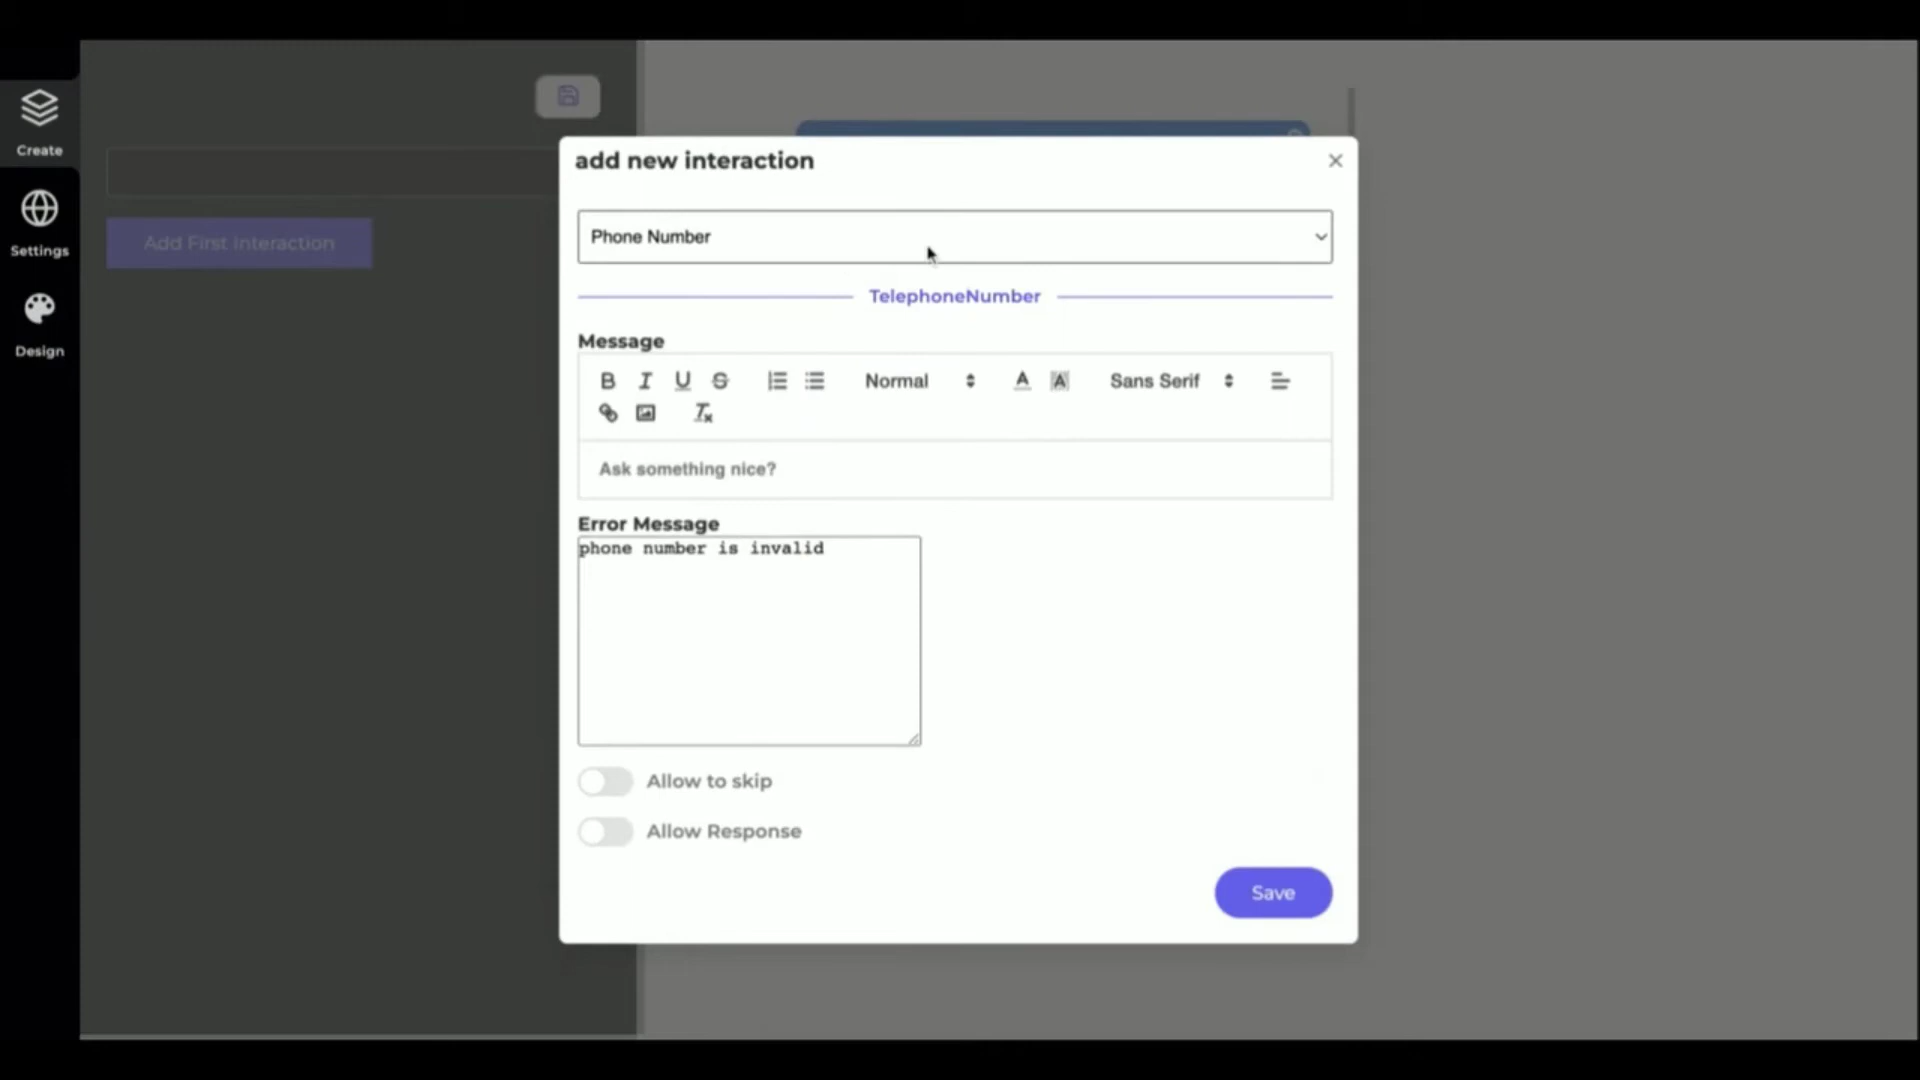 Create
Settings
Design
Add First Interaction
add new interaction
Phone Number
TelephoneNumber
Message
Normal
Sans Serif
Ask something nice?
Error Message
phone number is invalid
Allow to skip
Allow Response
Save